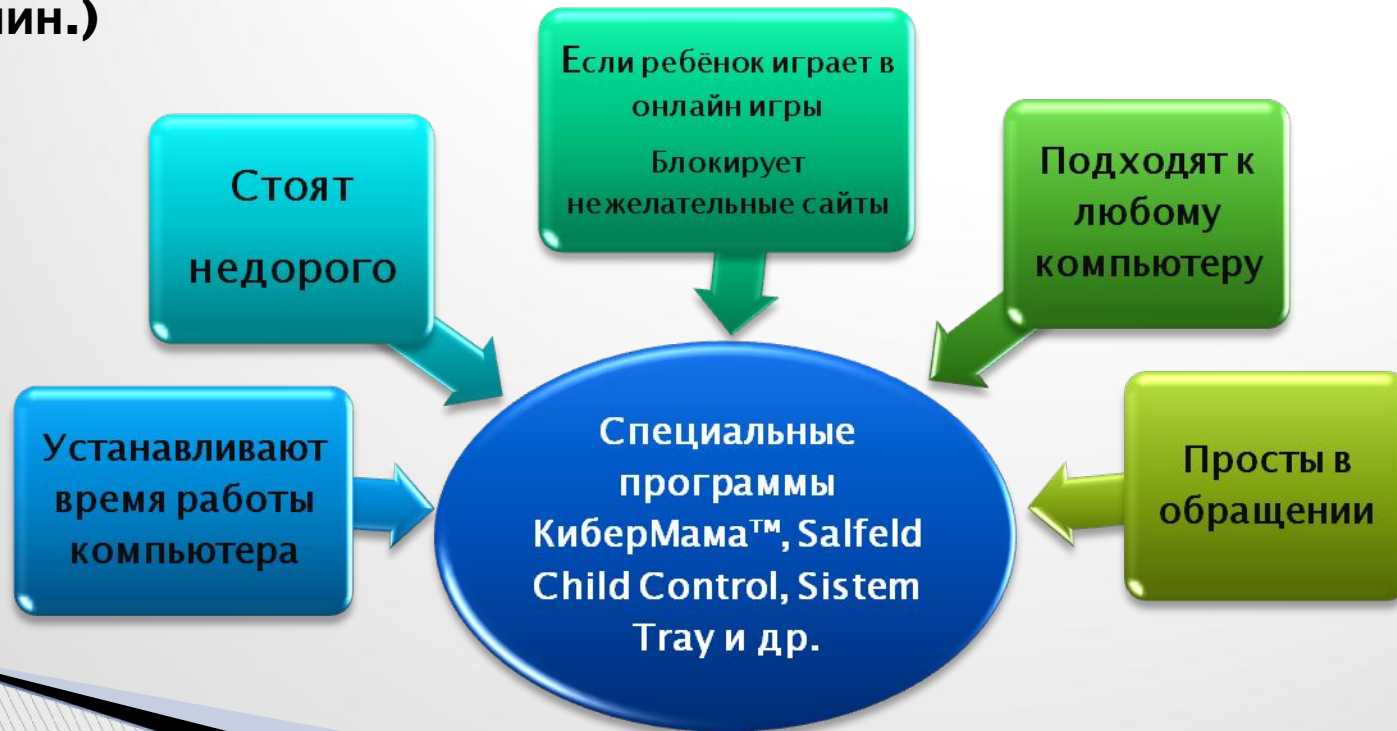 мин.)
Если ребёнок играет в
онлайн игры
Блокирует
нежелательные сайты
Стоят
недорого
Подходят к
любому
компьютеру
Устанавливают
время работы
компьютера
Специальные
программы
КиберМама™, Salfeld
Child Control, Sistem
Tray и др.
Просты в
обращении